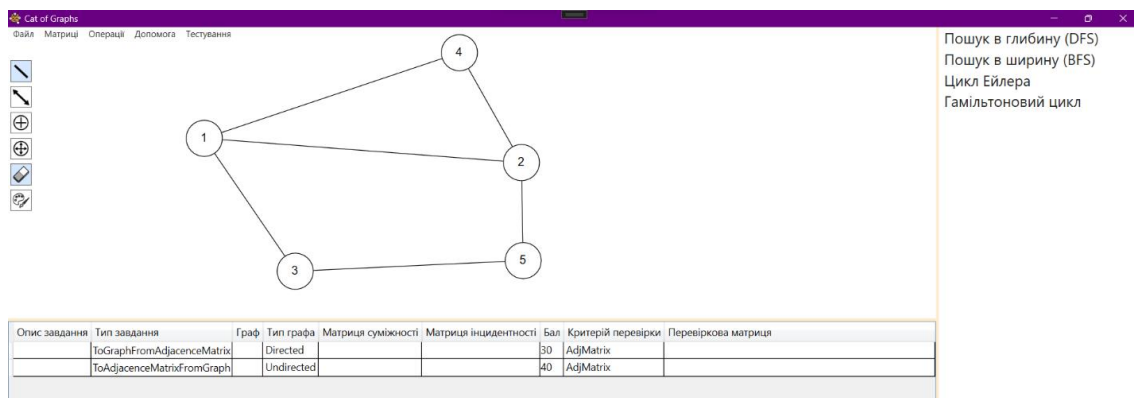 Cat of Graphs
Файл Матриці Операції Допомога Тестування
Пошук в глибину (DFS)
Пошук в ширину (BFS)
Цикл Ейлера
Гамільтоновий цикл
4
1
2
3
5
Опис завдання Тип завдання Граф Тип графа Матриця суміжності Матриця інцидентності Бал Критерій перевірки Перевіркова матриця
ToGraphFromAdjacenceMatrix Directed 30 AdjMatrix
ToAdjacenceMatrixFromGraph Undirected 40 AdjMatrix